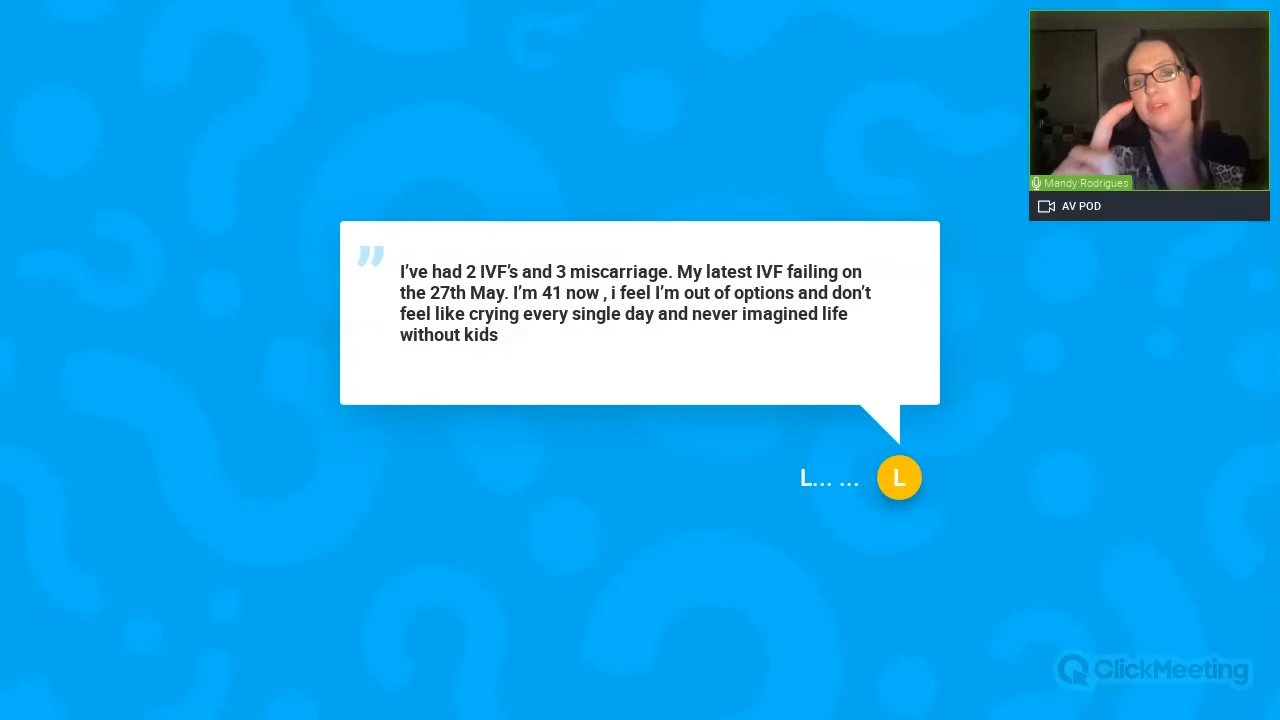 Mandy Rodrigues
AV POD
”
I’ve had 2 IVF’s and 3 miscarriage. My latest IVF failing on
the 27th May. I’m 41 now , i feel I’m out of options and don’t
feel like crying every single day and never imagined life
without kids
L... ...
L
ClickMeeting